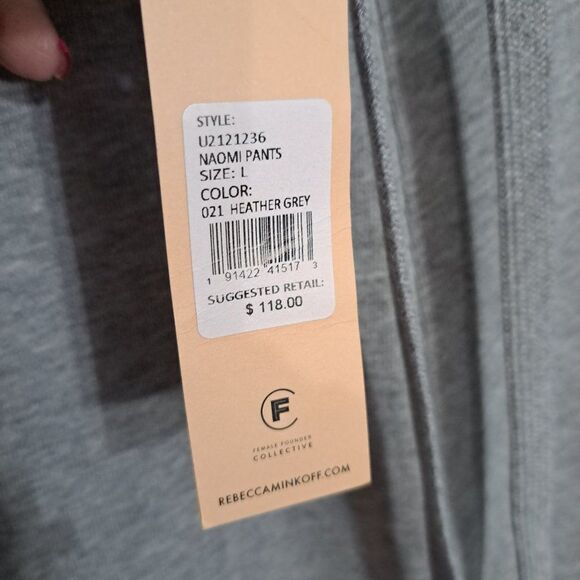 STYLE:
U2121236
NAOMI PANTS
SIZE: L
COLOR:
021 HEATHER GREY
1 91422 41517 3
SUGGESTED RETAIL:
$ 118.00
F
FEMALE FOUNDER
COLLECTIVE
REBECCAMINKOFF.COM